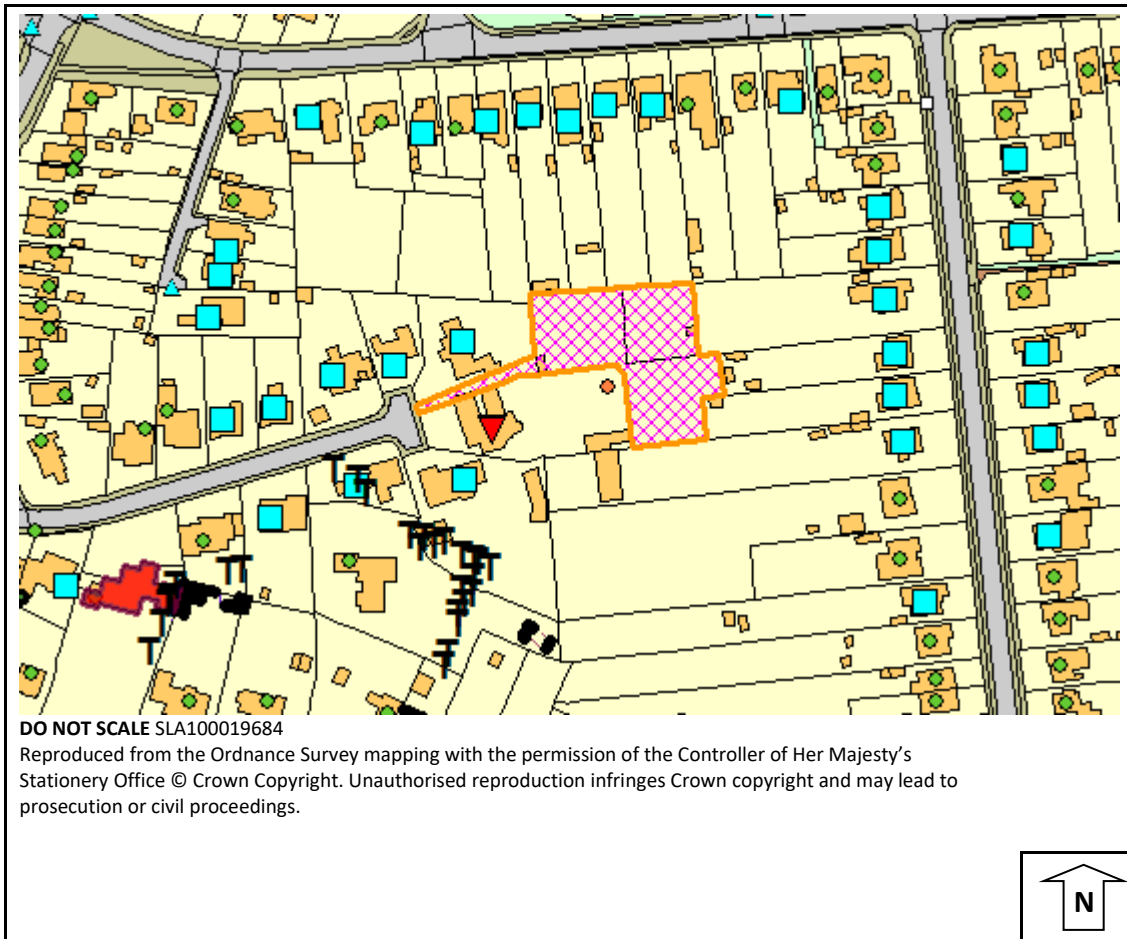 DO NOT SCALE SLA100019684
Reproduced from the Ordnance Survey mapping with the permission of the Controller of Her Majesty's
Stationery Office © Crown Copyright. Unauthorised reproduction infringes Crown copyright and may lead to
prosecution or civil proceedings.
N